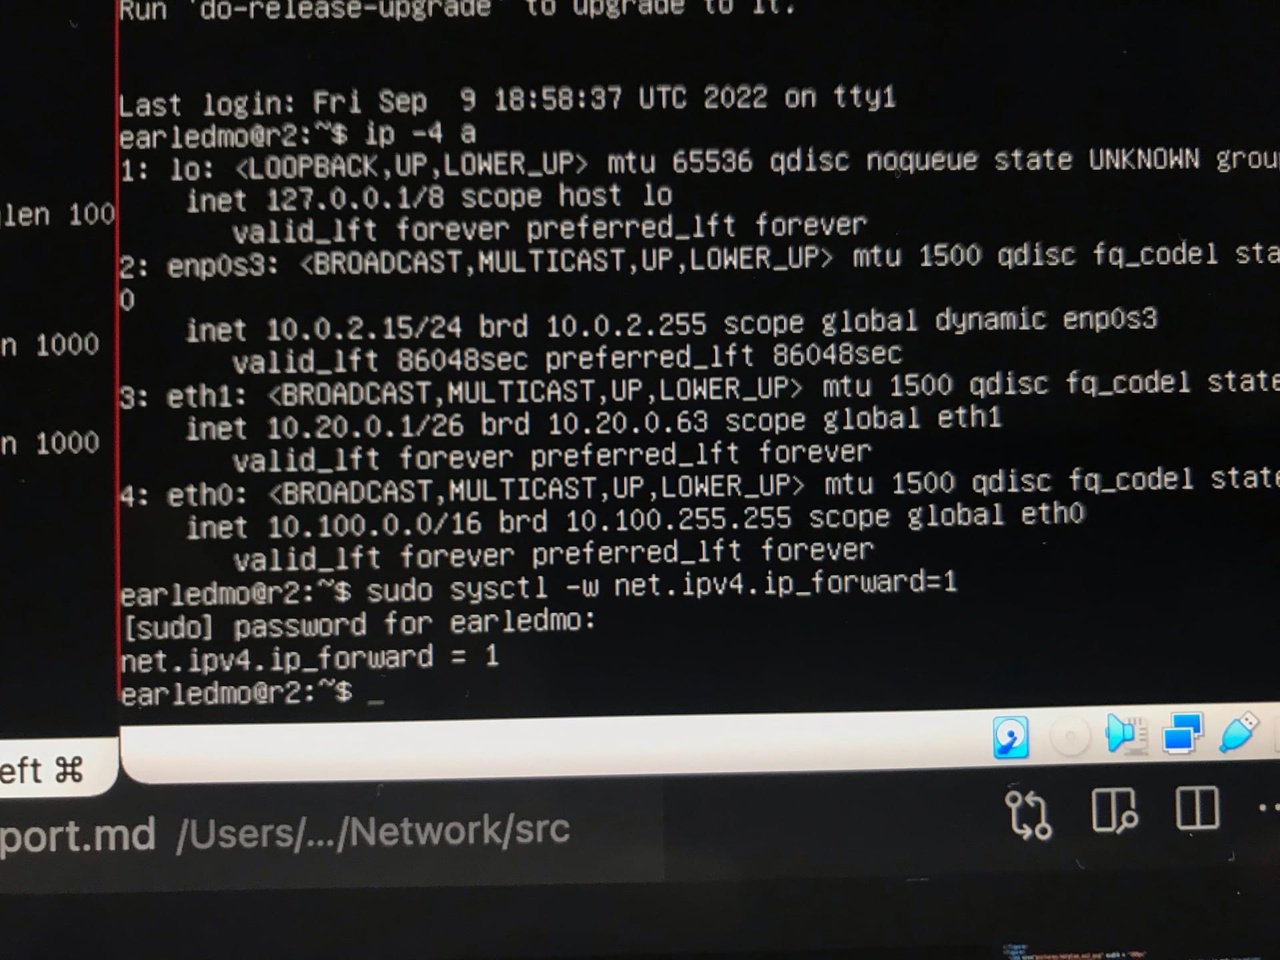 Run 'do-release-upgrade' to upgrade to it.
Last login: Fri Sep  9 18:58:37 UTC 2022 on tty1
earledmo@r2:~$ ip -4 a
1: lo: <LOOPBACK,UP,LOWER_UP> mtu 65536 qdisc noqueue state UNKNOWN grou
inet 127.0.0.1/8 scope host lo
valid_lft forever preferred_lft forever
2: enp0s3: <BROADCAST,MULTICAST,UP,LOWER_UP> mtu 1500 qdisc fq_codel sta
0
inet 10.0.2.15/24 brd 10.0.2.255 scope global dynamic enp0s3
valid_lft 86048sec preferred_lft 86048sec
3: eth1: <BROADCAST,MULTICAST,UP,LOWER_UP> mtu 1500 qdisc fq_codel state
inet 10.20.0.1/26 brd 10.20.0.63 scope global eth1
valid_lft forever preferred_lft forever
4: eth0: <BROADCAST,MULTICAST,UP,LOWER_UP> mtu 1500 qdisc fq_codel state
inet 10.100.0.0/16 brd 10.100.255.255 scope global eth0
valid_lft forever preferred_lft forever
earledmo@r2:~$ sudo sysctl -w net.ipv4.ip_forward=1
[sudo] password for earledmo:
net.ipv4.ip_forward = 1
earledmo@r2:~$ _
len 100
n 1000
n 1000
eft ⌘
port.md /Users/.../Network/src